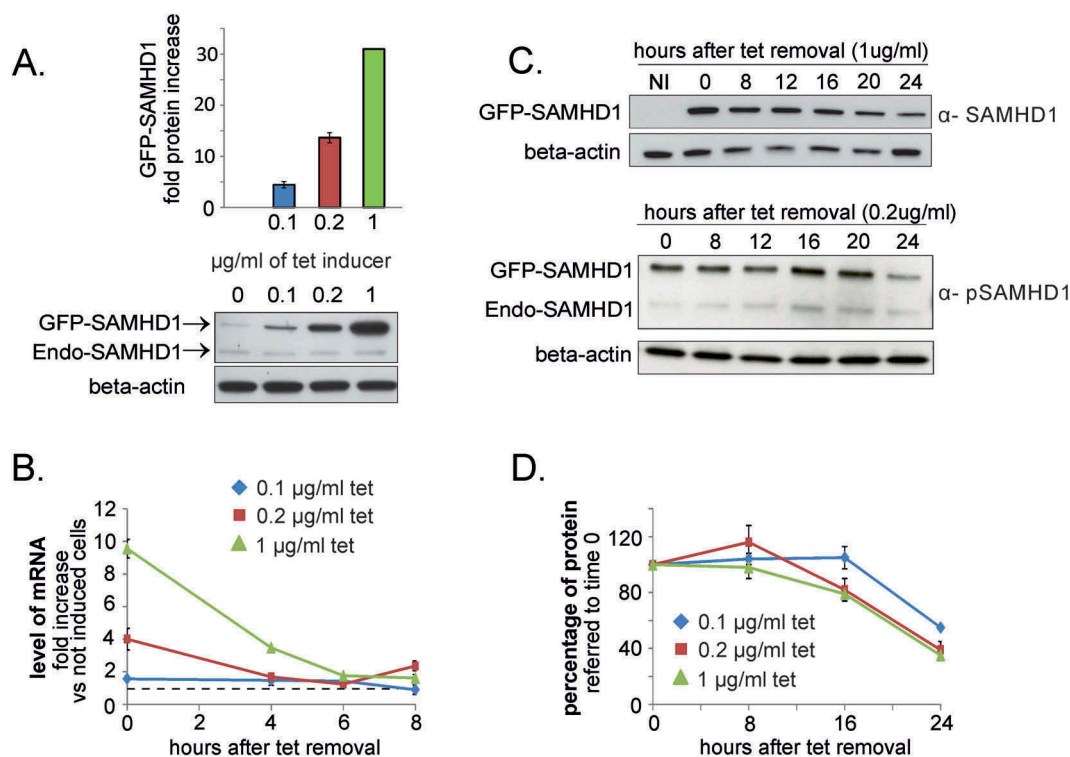 A.
GFP-SAMHD1
fold protein increase
30
20
10
0
0.1 0.2 1
µg/ml of tet inducer
0 0.1 0.2 1
GFP-SAMHD1→
Endo-SAMHD1→
beta-actin
B.
level of mRNA
fold increase
vs not induced cells
0.1 µg/ml tet
0.2 µg/ml tet
1 µg/ml tet
12
10
8
6
4
2
0
0 2 4 6 8
hours after tet removal
C.
hours after tet removal (1ug/ml)
NI 0 8 12 16 20 24
GFP-SAMHD1
α- SAMHD1
beta-actin
hours after tet removal (0.2ug/ml)
0 8 12 16 20 24
GFP-SAMHD1
Endo-SAMHD1
α- pSAMHD1
beta-actin
D.
percentage of protein
referred to time 0
120
80
40
0
0.1 µg/ml tet
0.2 µg/ml tet
1 µg/ml tet
0 8 16 24
hours after tet removal